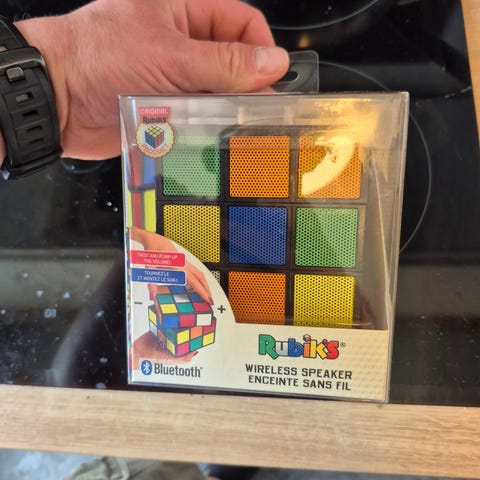 ORIGINAL
Rubik's
TWIST AND PUMP UP
THE VOLUME!
TOURNEZ LE
ET MONTEZ LE SON !
- +
Rubik's®
Bluetooth®
WIRELESS SPEAKER
ENCEINTE SANS FIL